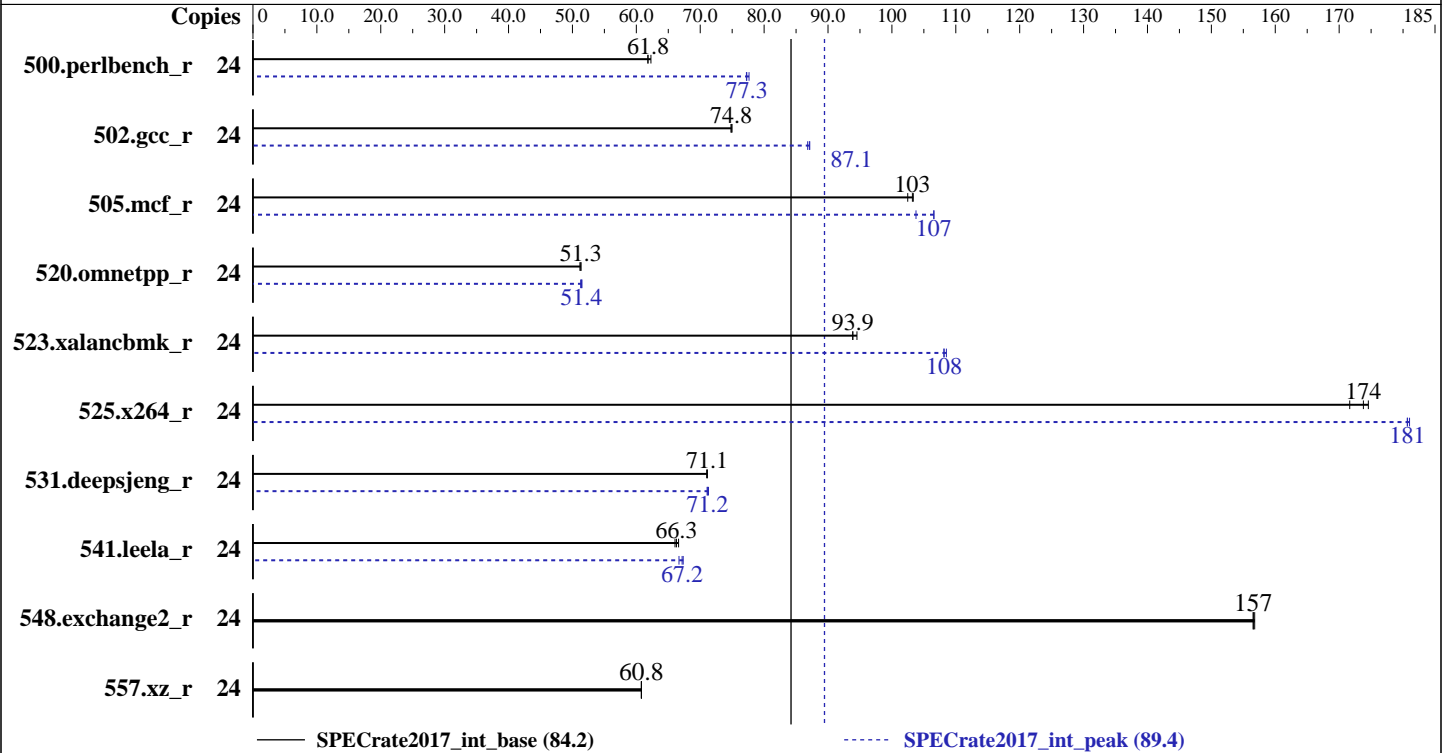 Copies 0 10.0 20.0 30.0 40.0 50.0 60.0 70.0 80.0 90.0 100 110 120 130 140 150 160 170 185
500.perlbench_r 24 61.8
77.3
502.gcc_r 24 74.8
87.1
505.mcf_r 24 103
107
520.omnetpp_r 24 51.3
51.4
523.xalancbmk_r 24 93.9
108
525.x264_r 24 174
181
531.deepsjeng_r 24 71.1
71.2
541.leela_r 24 66.3
67.2
548.exchange2_r 24 157
557.xz_r 24 60.8
SPECrate2017_int_base (84.2) SPECrate2017_int_peak (89.4)